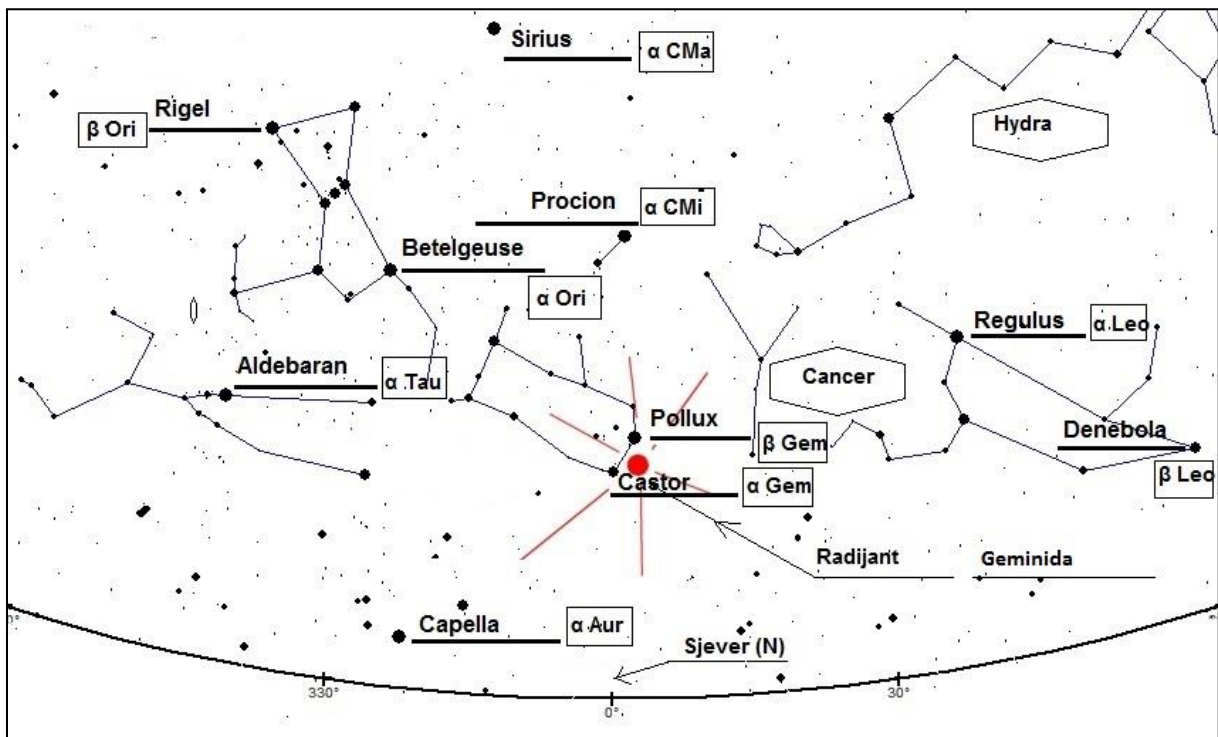 Sirius
α CMa
Rigel
β Ori
Hydra
Procion
α CMi
Betelgeuse
α Ori
Regulus
α Leo
Aldebaran
α Tau
Cancer
Pollux
β Gem
Denebola
β Leo
Castor
α Gem
Radijant Geminida
Capella
α Aur
Sjever (N)
330°
0°
30°